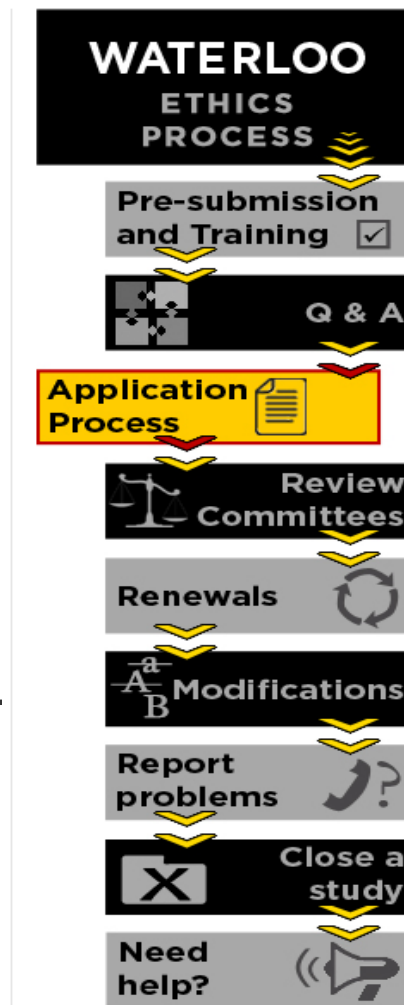 WATERLOO
ETHICS
PROCESS
Pre-submission
and Training
Q & A
Application
Process
Review
Committees
Renewals
a
A
B
Modifications
Report
problems
?
X
Close a
study
Need
help?